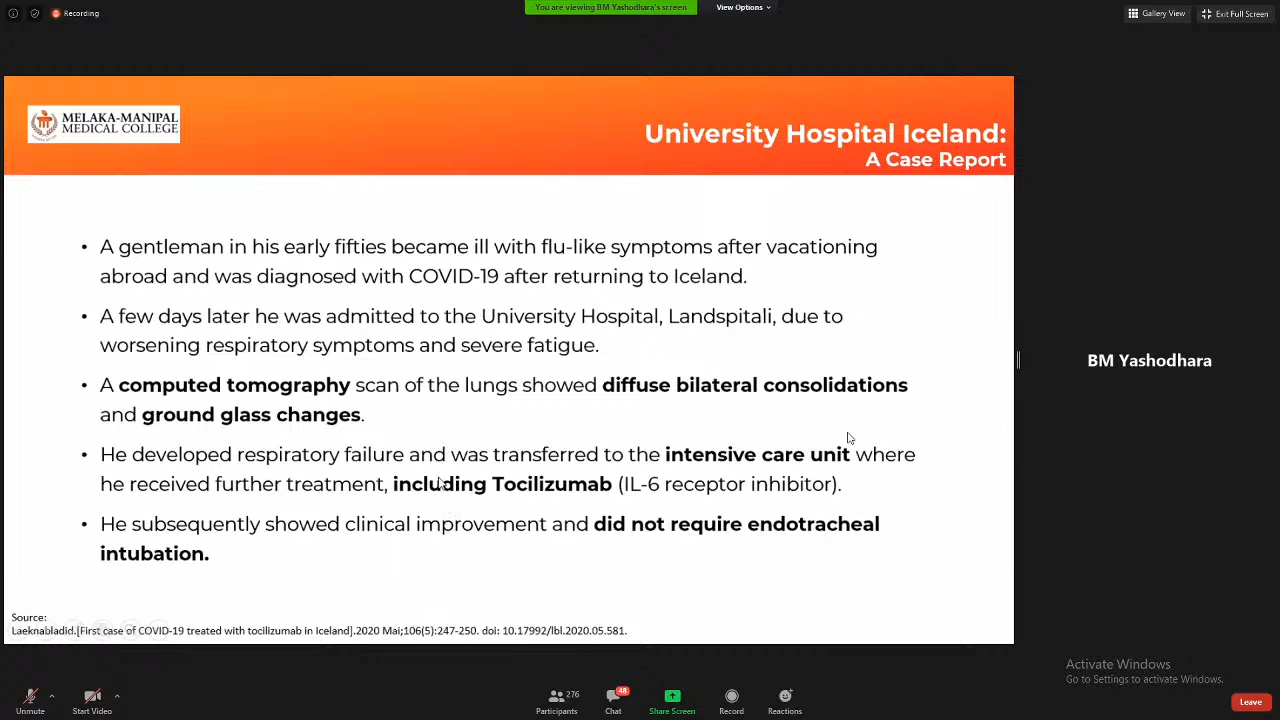 Recording
You are viewing BM Yashodhara's screen
View Options
Gallery View
Exit Full Screen
MELAKA-MANIPAL
MEDICAL COLLEGE
University Hospital Iceland:
A Case Report
• A gentleman in his early fifties became ill with flu-like symptoms after vacationing
abroad and was diagnosed with COVID-19 after returning to Iceland.
• A few days later he was admitted to the University Hospital, Landspitali, due to
worsening respiratory symptoms and severe fatigue.
• A computed tomography scan of the lungs showed diffuse bilateral consolidations
and ground glass changes.
• He developed respiratory failure and was transferred to the intensive care unit where
he received further treatment, including Tocilizumab (IL-6 receptor inhibitor).
• He subsequently showed clinical improvement and did not require endotracheal
intubation.
Source:
Laeknabladid.[First case of COVID-19 treated with tocilizumab in Iceland].2020 Mai;106(5):247-250. doi: 10.17992/lbl.2020.05.581.
BM Yashodhara
Activate Windows
Go to Settings to activate Windows.
Unmute
Start Video
276
Participants
48
Chat
Share Screen
Record
Reactions
Leave